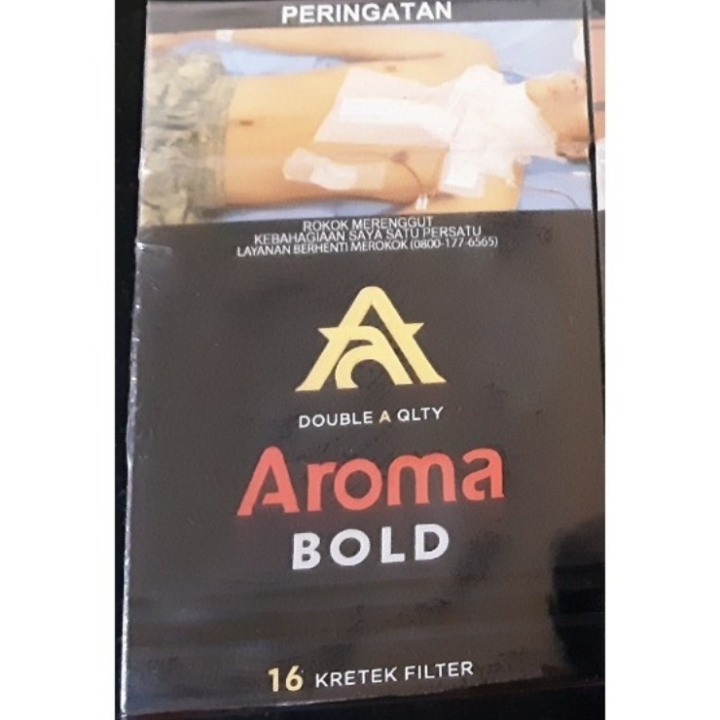 PERINGATAN
ROKOK MERENGGUT
KEBAHAGIAAN SAYA SATU PERSATU
LAYANAN BERHENTI MEROKOK (0800-177-6565)
DOUBLE A QLTY
Aroma
BOLD
16 KRETEK FILTER